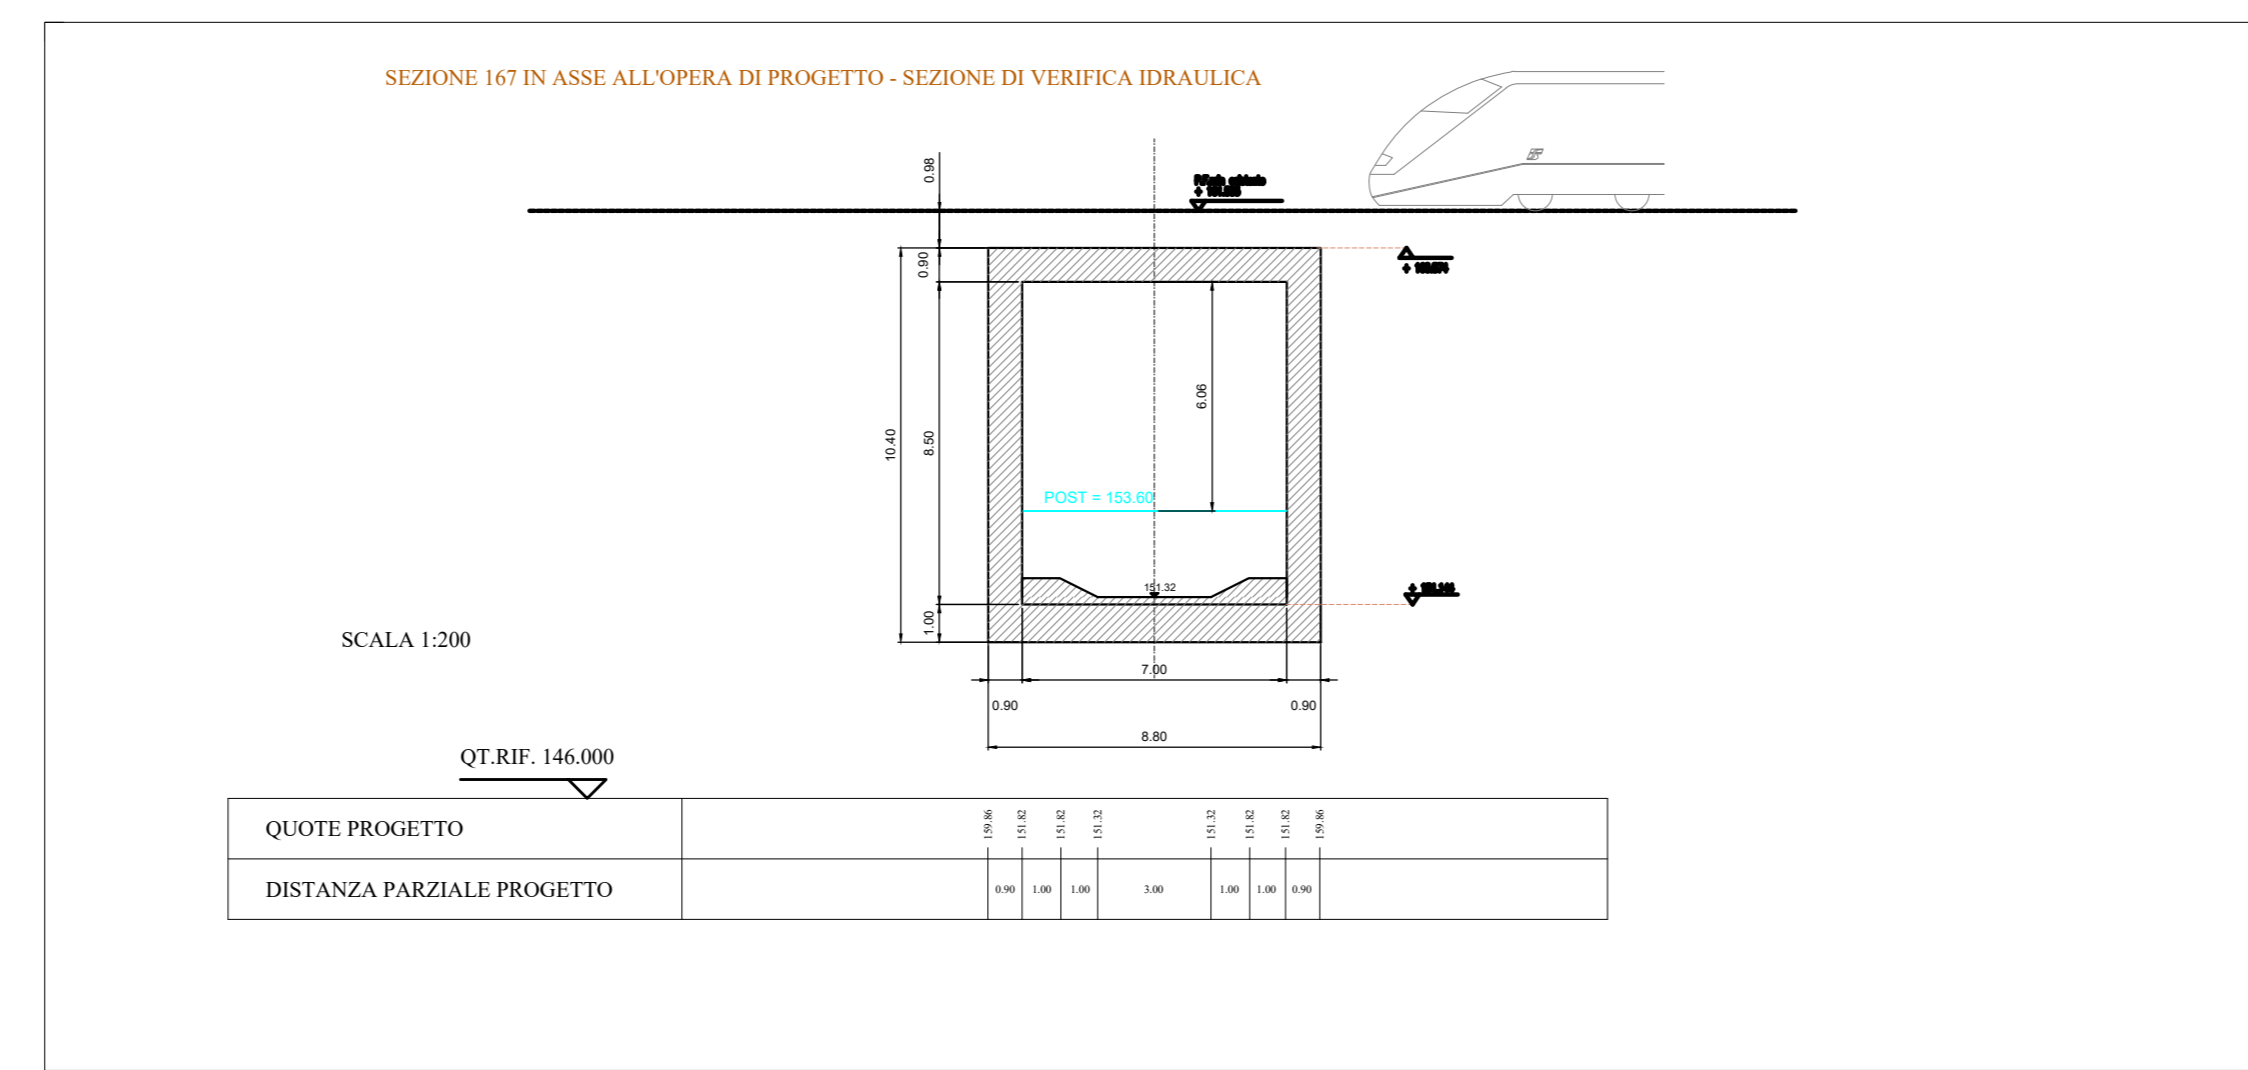 SEZIONE 167 IN ASSE ALL'OPERA DI PROGETTO - SEZIONE DI VERIFICA IDRAULICA
0.98
0.90
6.06
10.40
8.50
POST = 153.60
151.32
1.00
SCALA 1:200
7.00
0.90
0.90
8.80
QT.RIF. 146.000
QUOTE PROGETTO 159.86 151.82 151.82 151.32 151.32 151.82 151.82 159.86
DISTANZA PARZIALE PROGETTO 0.90 1.00 1.00 3.00 1.00 1.00 0.90